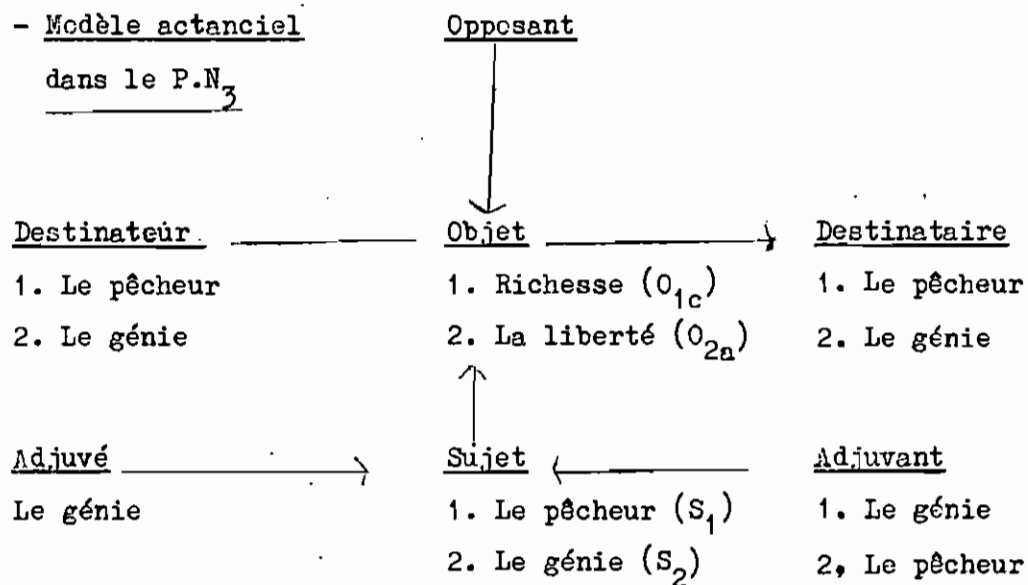 - Modèle actanciel Opposant
dans le P.N3
Destinateur Objet Destinataire
1. Le pêcheur 1. Richesse (O1c) 1. Le pêcheur
2. Le génie 2. La liberté (O2a) 2. Le génie
Adjuvé Sujet Adjuvant
Le génie 1. Le pêcheur (S1) 1. Le génie
2. Le génie (S2) 2, Le pêcheur